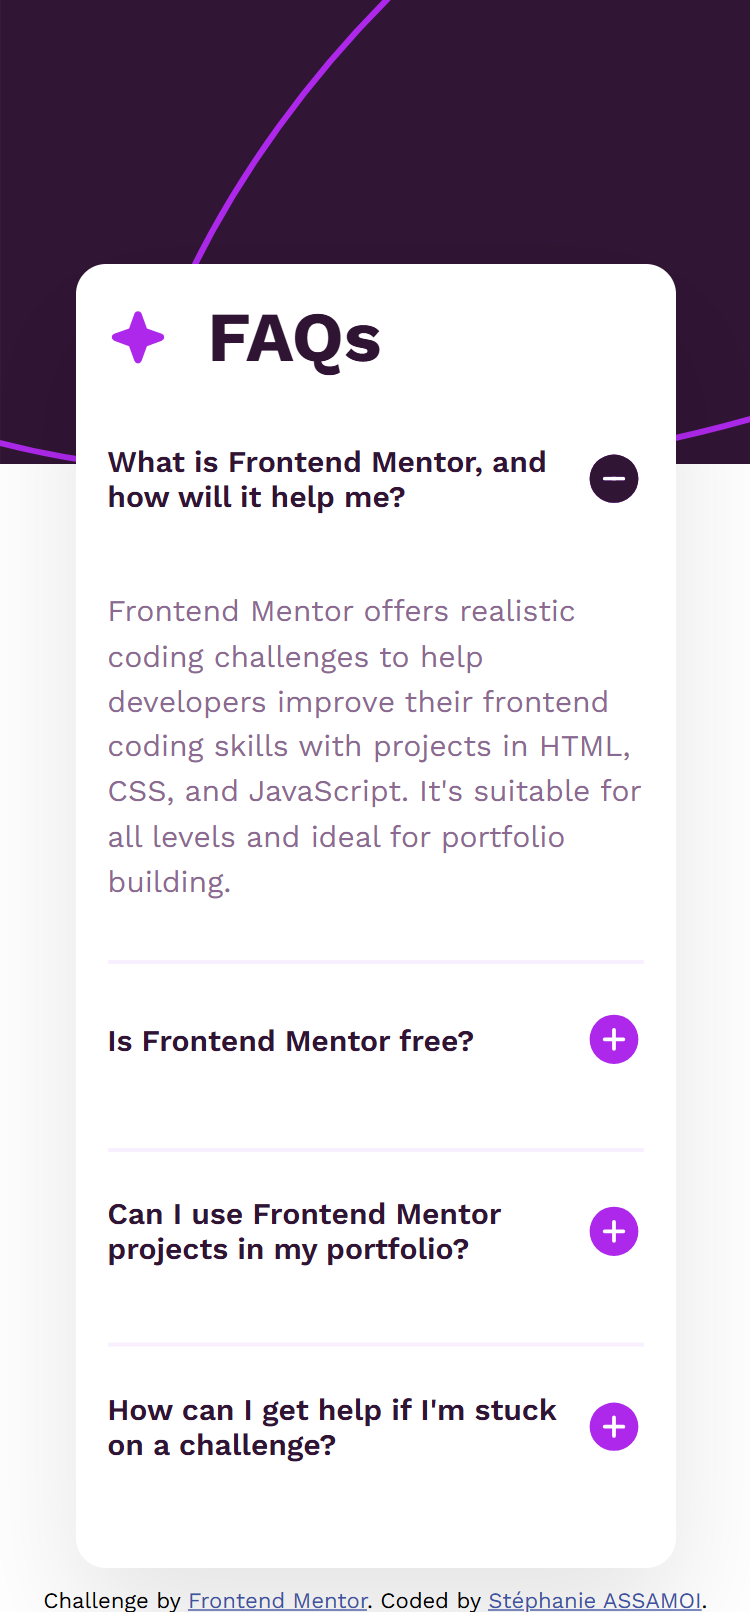 FAQs
What is Frontend Mentor, and
how will it help me?
Frontend Mentor offers realistic
coding challenges to help
developers improve their frontend
coding skills with projects in HTML,
CSS, and JavaScript. It's suitable for
all levels and ideal for portfolio
building.
Is Frontend Mentor free?
Can I use Frontend Mentor
projects in my portfolio?
How can I get help if I'm stuck
on a challenge?
Challenge by Frontend Mentor. Coded by Stéphanie ASSAMOI.